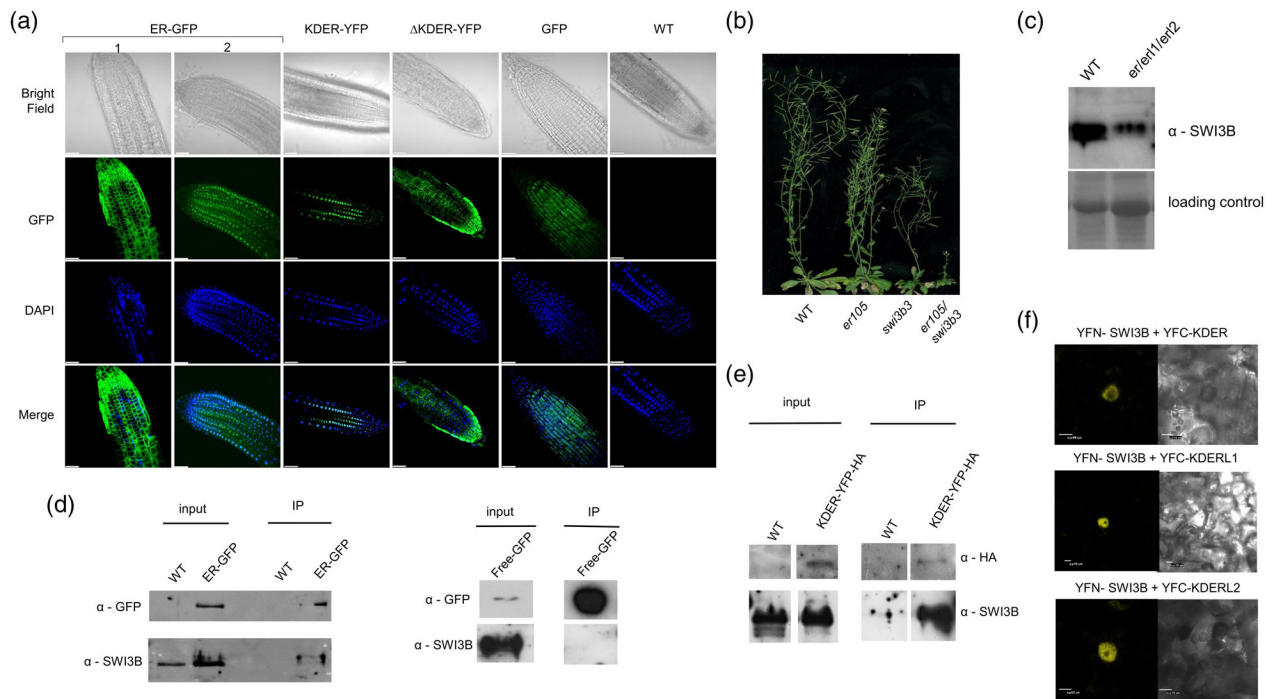 (a)
ER-GFP KDER-YFP ΔKDER-YFP GFP WT
1 2
Bright Field
GFP
DAPI
Merge
(b)
WT
er105
swi3b3
er105/ swi3b3
(c)
WT er/erl1/erl2
α - SWI3B
loading control
(d)
input IP
WT ER-GFP WT ER-GFP
α - GFP
α - SWI3B
input IP
Free-GFP Free-GFP
α - GFP
α - SWI3B
(e)
input IP
WT KDER-YFP-HA WT KDER-YFP-HA
α - HA
α - SWI3B
(f)
YFN- SWI3B + YFC-KDER
YFN- SWI3B + YFC-KDERL1
YFN- SWI3B + YFC-KDERL2